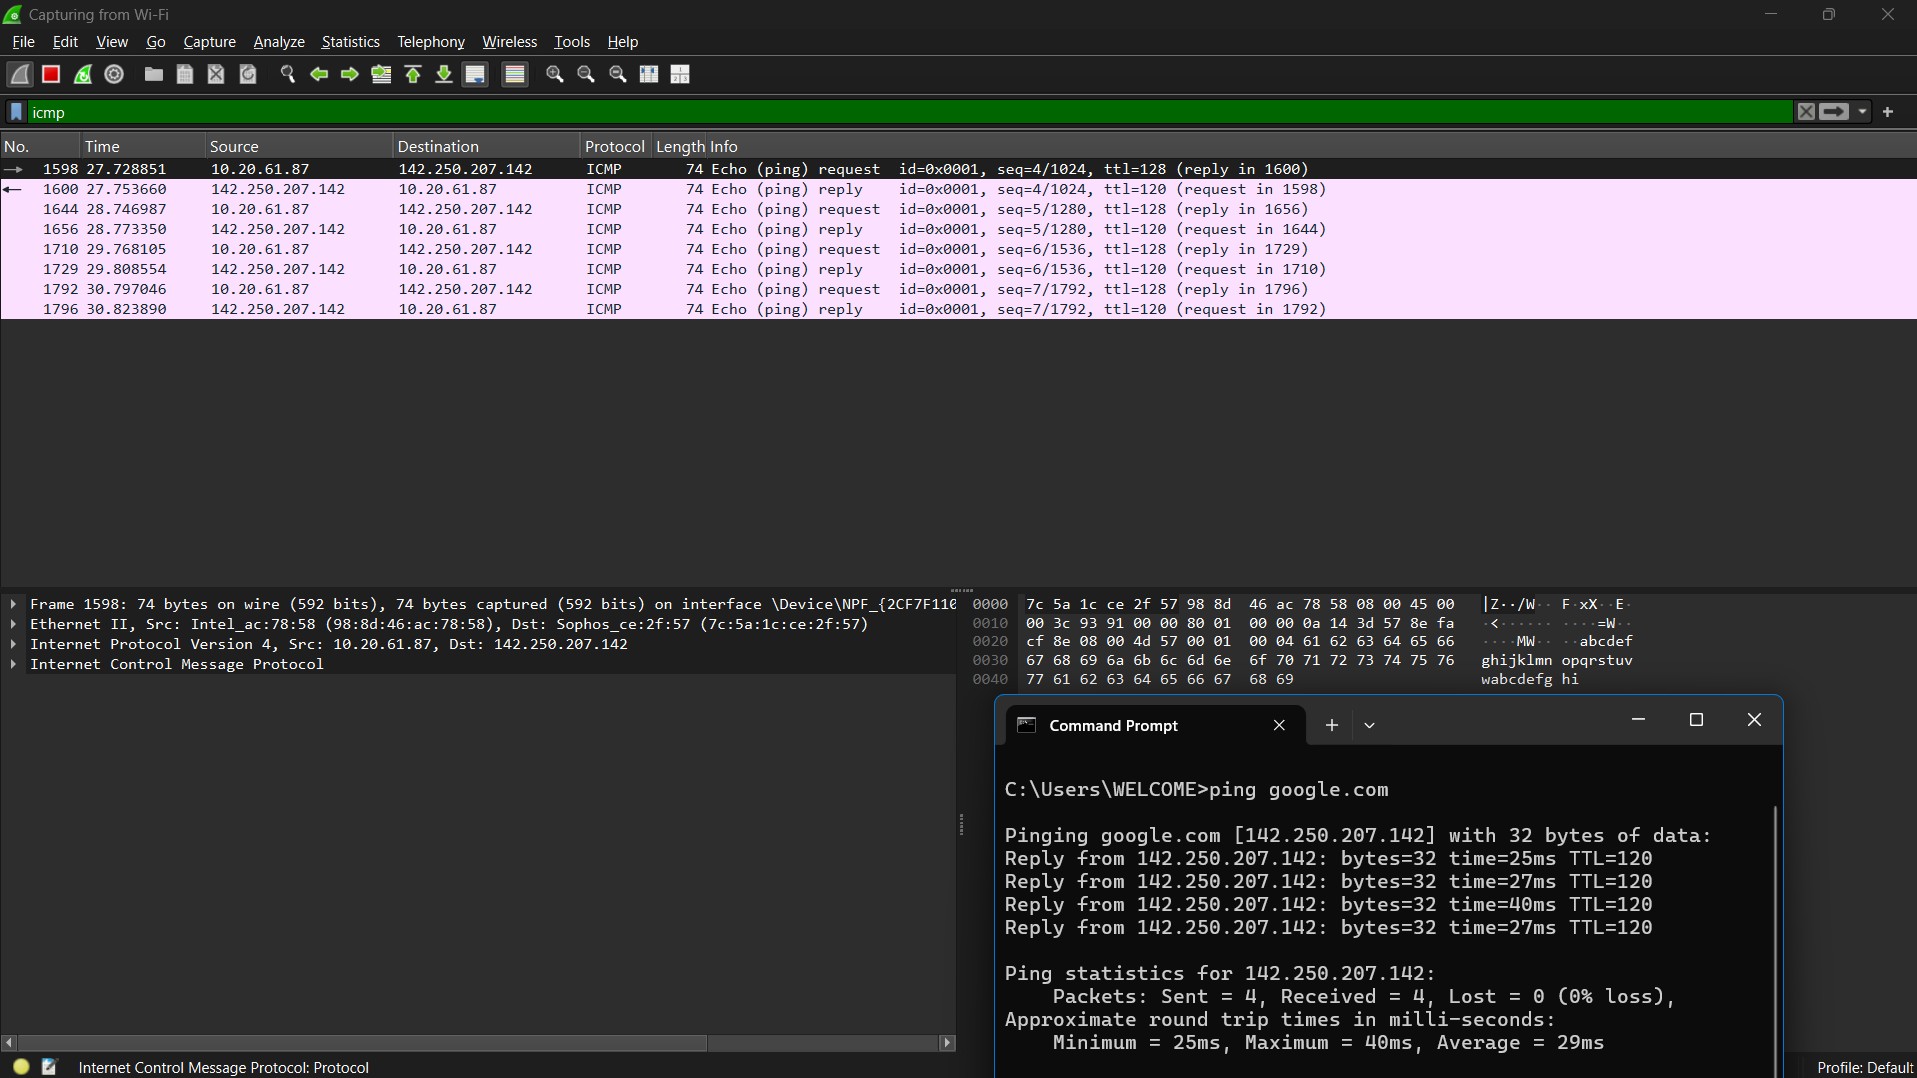 Capturing from Wi-Fi
File Edit View Go Capture Analyze Statistics Telephony Wireless Tools Help
icmp
No. Time Source Destination Protocol Length Info
1598 27.728851 10.20.61.87 142.250.207.142 ICMP 74 Echo (ping) request id=0x0001, seq=4/1024, ttl=128 (reply in 1600)
1600 27.753660 142.250.207.142 10.20.61.87 ICMP 74 Echo (ping) reply id=0x0001, seq=4/1024, ttl=120 (request in 1598)
1644 28.746987 10.20.61.87 142.250.207.142 ICMP 74 Echo (ping) request id=0x0001, seq=5/1280, ttl=128 (reply in 1656)
1656 28.773350 142.250.207.142 10.20.61.87 ICMP 74 Echo (ping) reply id=0x0001, seq=5/1280, ttl=120 (request in 1644)
1710 29.768105 10.20.61.87 142.250.207.142 ICMP 74 Echo (ping) request id=0x0001, seq=6/1536, ttl=128 (reply in 1729)
1729 29.808554 142.250.207.142 10.20.61.87 ICMP 74 Echo (ping) reply id=0x0001, seq=6/1536, ttl=120 (request in 1710)
1792 30.797046 10.20.61.87 142.250.207.142 ICMP 74 Echo (ping) request id=0x0001, seq=7/1792, ttl=128 (reply in 1796)
1796 30.823890 142.250.207.142 10.20.61.87 ICMP 74 Echo (ping) reply id=0x0001, seq=7/1792, ttl=120 (request in 1792)
Frame 1598: 74 bytes on wire (592 bits), 74 bytes captured (592 bits) on interface \Device\NPF_{2CF7F110
Ethernet II, Src: Intel_ac:78:58 (98:8d:46:ac:78:58), Dst: Sophos_ce:2f:57 (7c:5a:1c:ce:2f:57)
Internet Protocol Version 4, Src: 10.20.61.87, Dst: 142.250.207.142
Internet Control Message Protocol
0000 7c 5a 1c ce 2f 57 98 8d 46 ac 78 58 08 00 45 00 |Z··/W·· F·xX··E·
0010 00 3c 93 91 00 00 80 01 00 00 0a 14 3d 57 8e fa ·<······ ····=W··
0020 cf 8e 08 00 4d 57 00 01 00 04 61 62 63 64 65 66 ····MW·· ··abcdef
0030 67 68 69 6a 6b 6c 6d 6e 6f 70 71 72 73 74 75 76 ghijklmn opqrstuv
0040 77 61 62 63 64 65 66 67 68 69 wabcdefg hi
Command Prompt
C:\Users\WELCOME>ping google.com
Pinging google.com [142.250.207.142] with 32 bytes of data:
Reply from 142.250.207.142: bytes=32 time=25ms TTL=120
Reply from 142.250.207.142: bytes=32 time=27ms TTL=120
Reply from 142.250.207.142: bytes=32 time=40ms TTL=120
Reply from 142.250.207.142: bytes=32 time=27ms TTL=120
Ping statistics for 142.250.207.142:
Packets: Sent = 4, Received = 4, Lost = 0 (0% loss),
Approximate round trip times in milli-seconds:
Minimum = 25ms, Maximum = 40ms, Average = 29ms
Internet Control Message Protocol: Protocol
Profile: Default